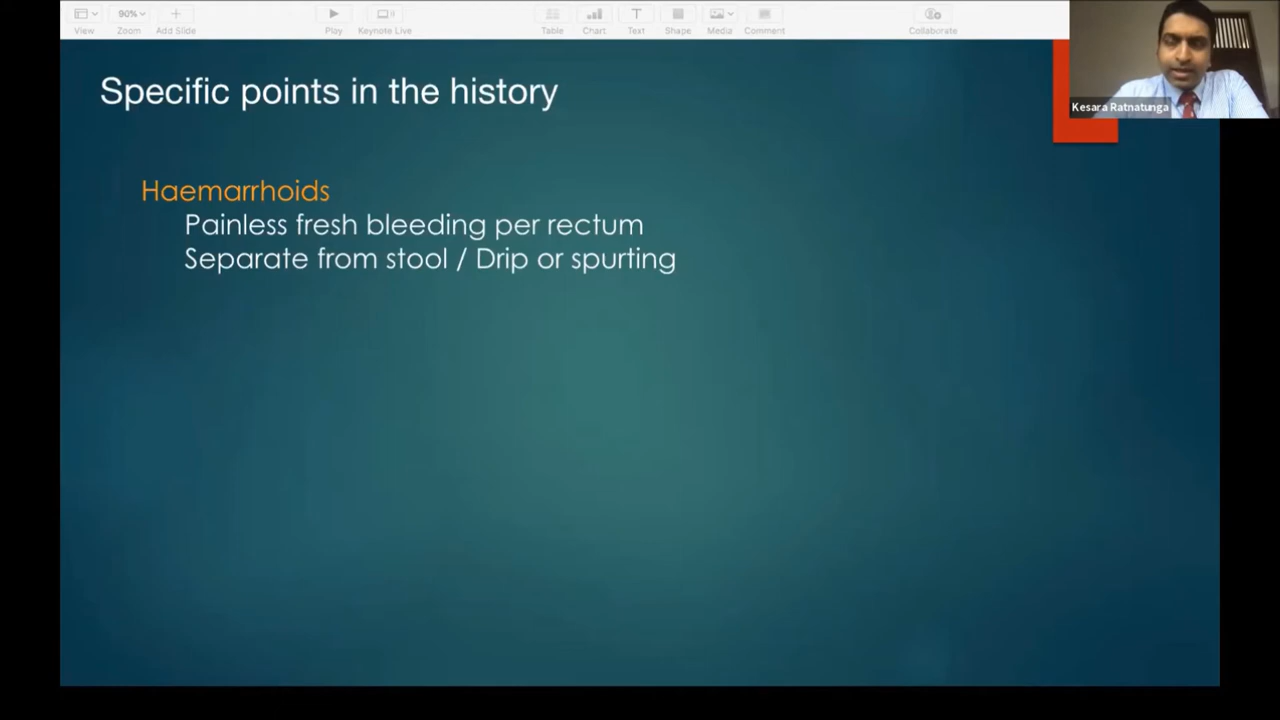 View
90%
Zoom
Add Slide
Play
Keynote Live
Table
Chart
Text
Shape
Media
Comment
Collaborate
Kesara Ratnatunga
Specific points in the history
Haemarrhoids
Painless fresh bleeding per rectum
Separate from stool / Drip or spurting